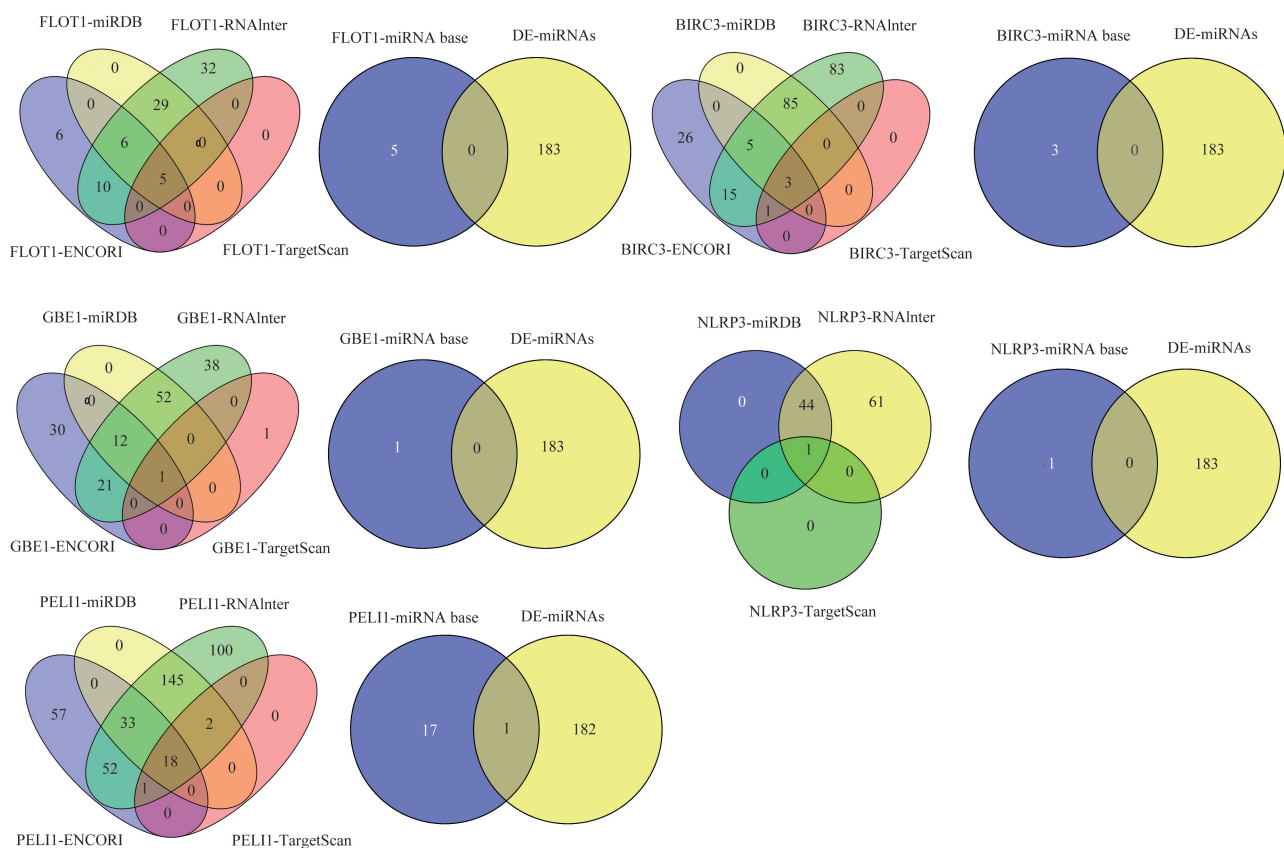 FLOT1-miRDB
FLOT1-RNAInter
0
32
0
29
0
6
6
0
0
10
5
0
0
0
0
FLOT1-ENCORI
FLOT1-TargetScan
FLOT1-miRNA base
DE-miRNAs
5
0
183
BIRC3-miRDB
BIRC3-RNAInter
0
83
0
85
0
26
5
0
0
15
3
0
1
0
0
BIRC3-ENCORI
BIRC3-TargetScan
BIRC3-miRNA base
DE-miRNAs
3
0
183
GBE1-miRDB
GBE1-RNAInter
0
38
0
52
0
30
12
0
1
21
1
0
0
0
0
GBE1-ENCORI
GBE1-TargetScan
GBE1-miRNA base
DE-miRNAs
1
0
183
NLRP3-miRDB
NLRP3-RNAInter
0
44
61
1
0
0
0
NLRP3-TargetScan
NLRP3-miRNA base
DE-miRNAs
1
0
183
PELI1-miRDB
PELI1-RNAInter
0
100
0
145
0
57
33
2
0
52
18
0
1
0
0
PELI1-ENCORI
PELI1-TargetScan
PELI1-miRNA base
DE-miRNAs
17
1
182